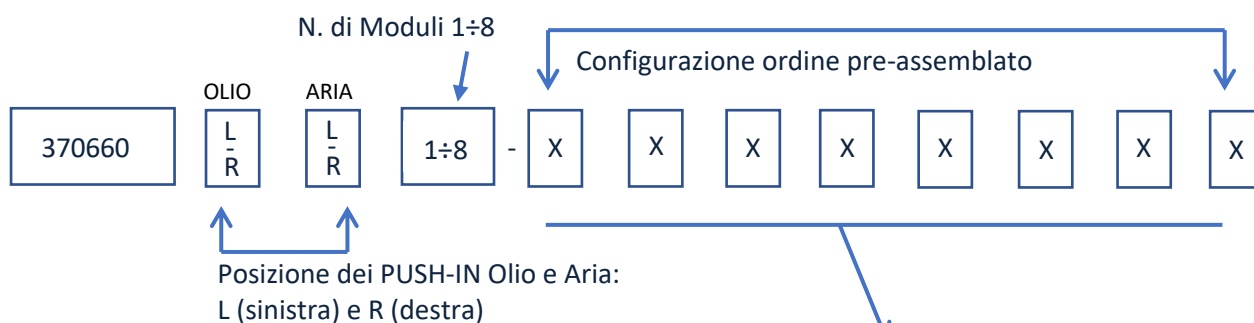 N. di Moduli 1÷8
Configurazione ordine pre-assemblato
OLIO ARIA
370660 L - R L - R 1÷8 - X X X X X X X X
Posizione dei PUSH-IN Olio e Aria:
L (sinistra) e R (destra)